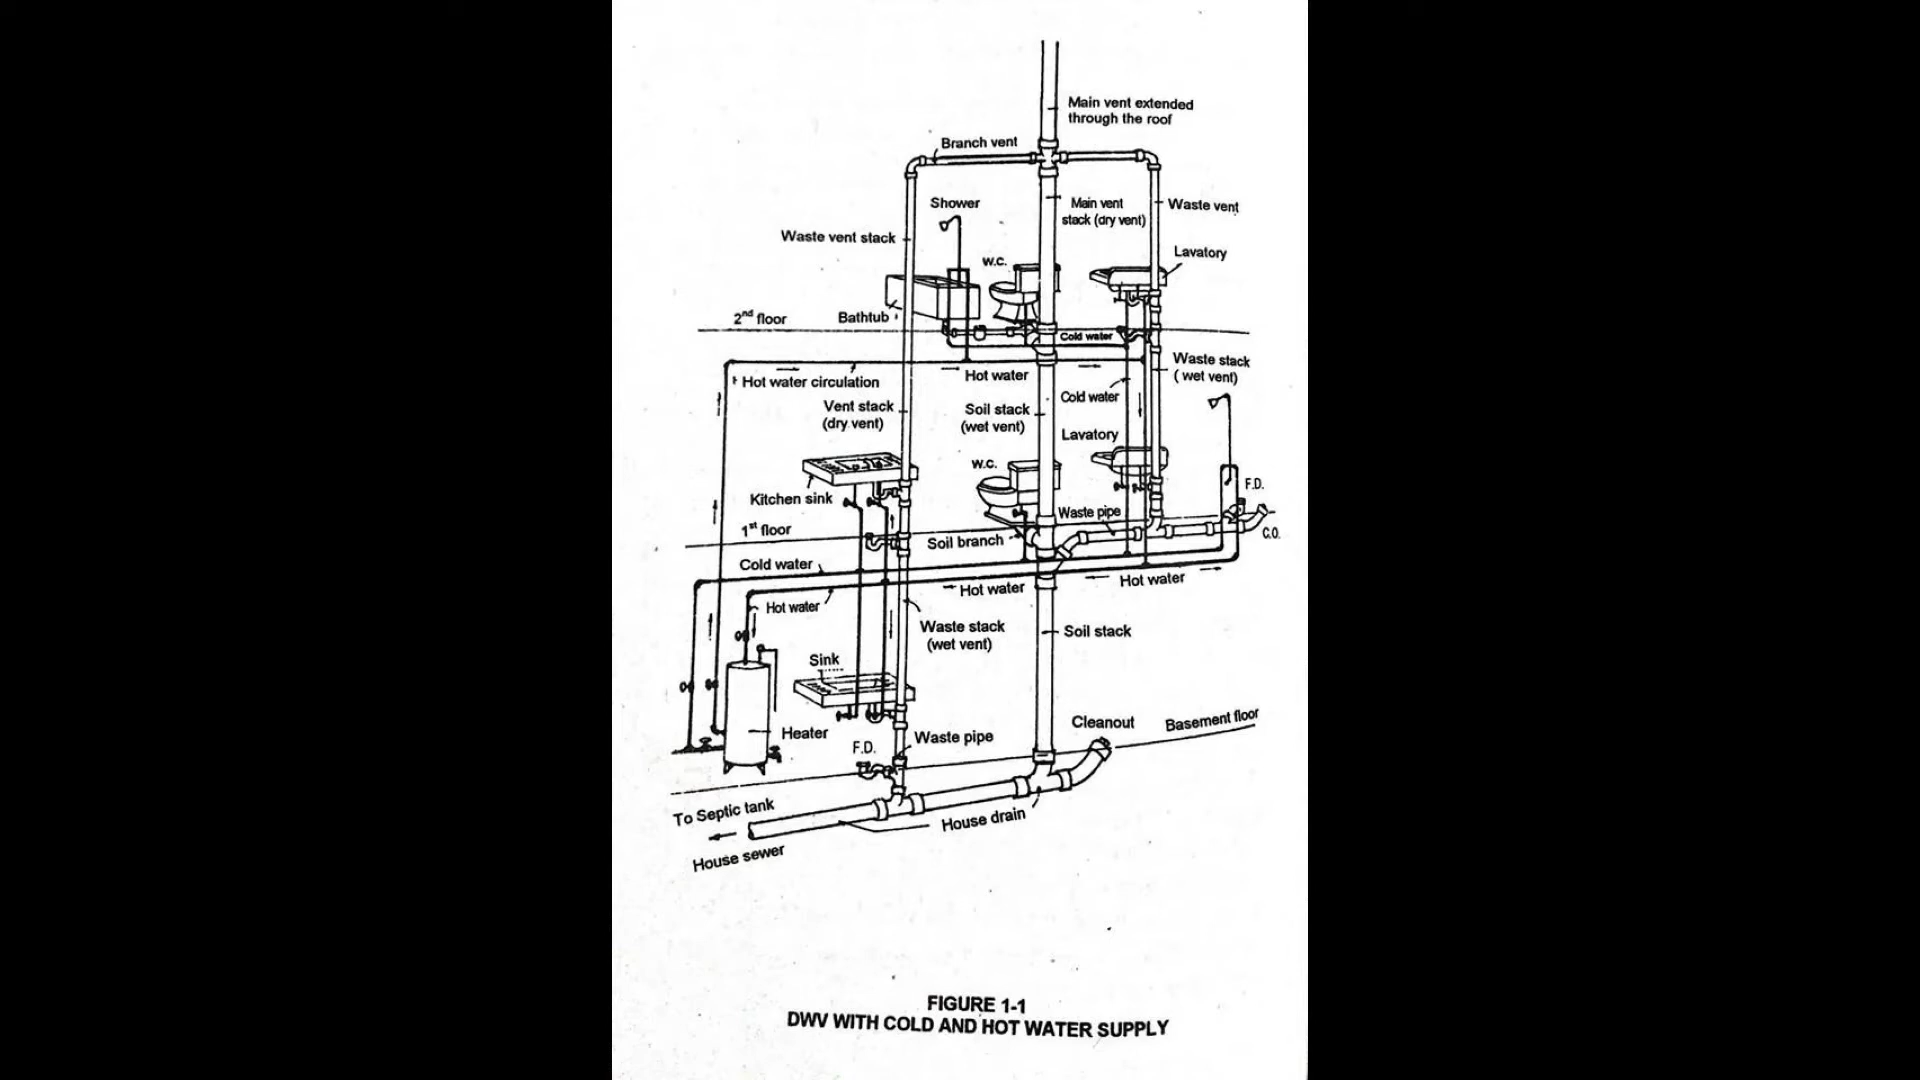 Main vent extended
through the roof
Branch vent
Shower
Main vent
stack (dry vent)
Waste vent
Waste vent stack
Lavatory
W.C.
2nd floor
Bathtub
Cold water
Waste stack
( wet vent)
Hot water circulation
Hot water
Cold water
Vent stack
(dry vent)
Soil stack
(wet vent)
Lavatory
W.C.
Kitchen sink
F.D.
Waste pipe
1st floor
Soil branch
C.O.
Cold water
Hot water
Hot water
Hot water
Waste stack
(wet vent)
Soil stack
Sink
Cleanout
Basement floor
Heater
F.D.
Waste pipe
To Septic tank
House drain
House sewer
FIGURE 1-1
DWV WITH COLD AND HOT WATER SUPPLY